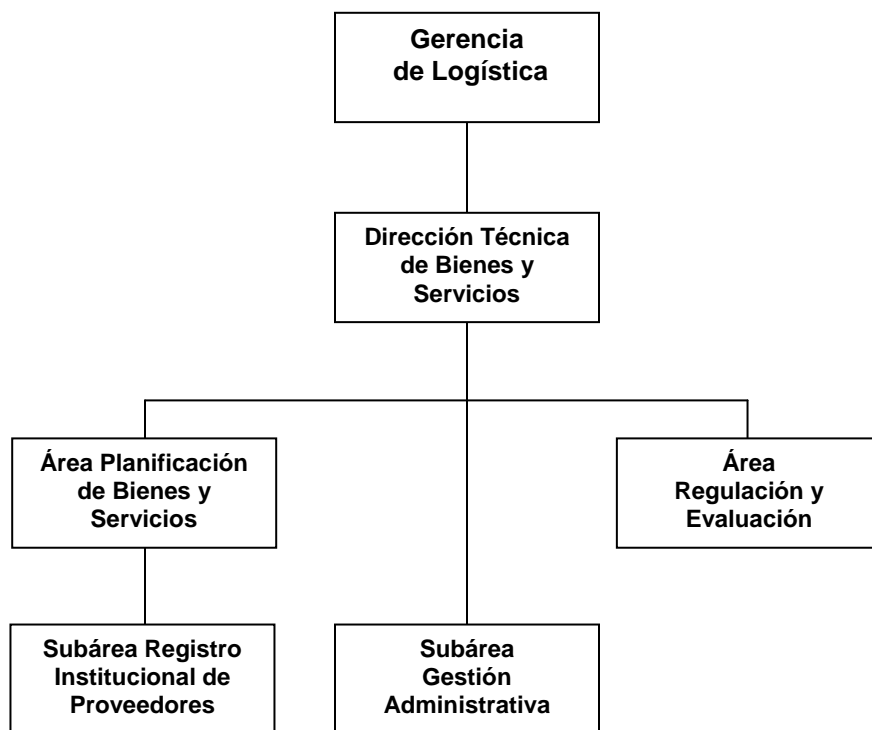 Gerencia
de Logística
Dirección Técnica
de Bienes y
Servicios
Área Planificación
de Bienes y
Servicios
Área
Regulación y
Evaluación
Subárea Registro
Institucional de
Proveedores
Subárea
Gestión
Administrativa